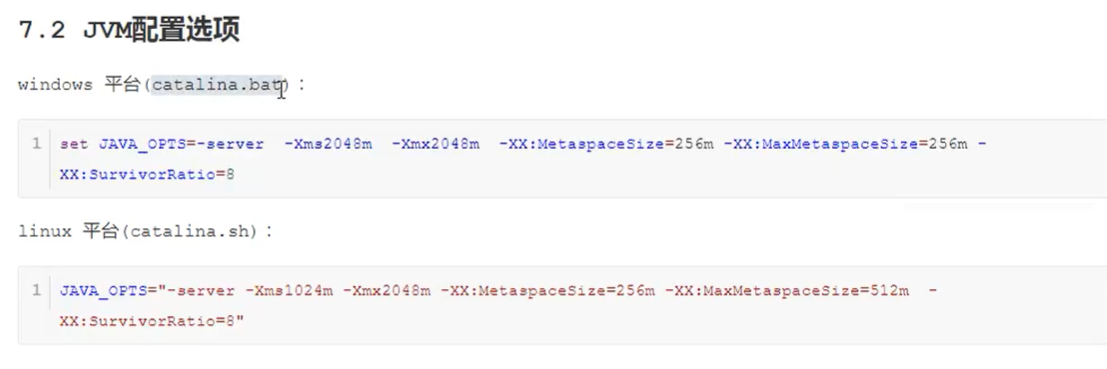 7.2 JVM配置选项
windows 平台(catalina.bat)：
1 set JAVA_OPTS=-server -Xms2048m -Xmx2048m -XX:MetaspaceSize=256m -XX:MaxMetaspaceSize=256m -
XX:SurvivorRatio=8
linux 平台(catalina.sh)：
1 JAVA_OPTS="-server -Xms1024m -Xmx2048m -XX:MetaspaceSize=256m -XX:MaxMetaspaceSize=512m -
XX:SurvivorRatio=8"